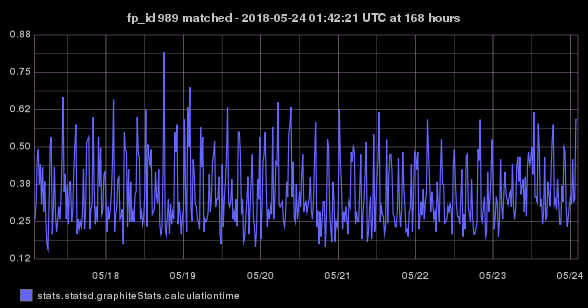 fp_id 989 matched - 2018-05-24 01:42:21 UTC at 168 hours
0.88
0.75
0.62
0.50
0.38
0.25
0.12
05/18 05/19 05/20 05/21 05/22 05/23 05/24
stats.statsd.graphiteStats.calculationtime